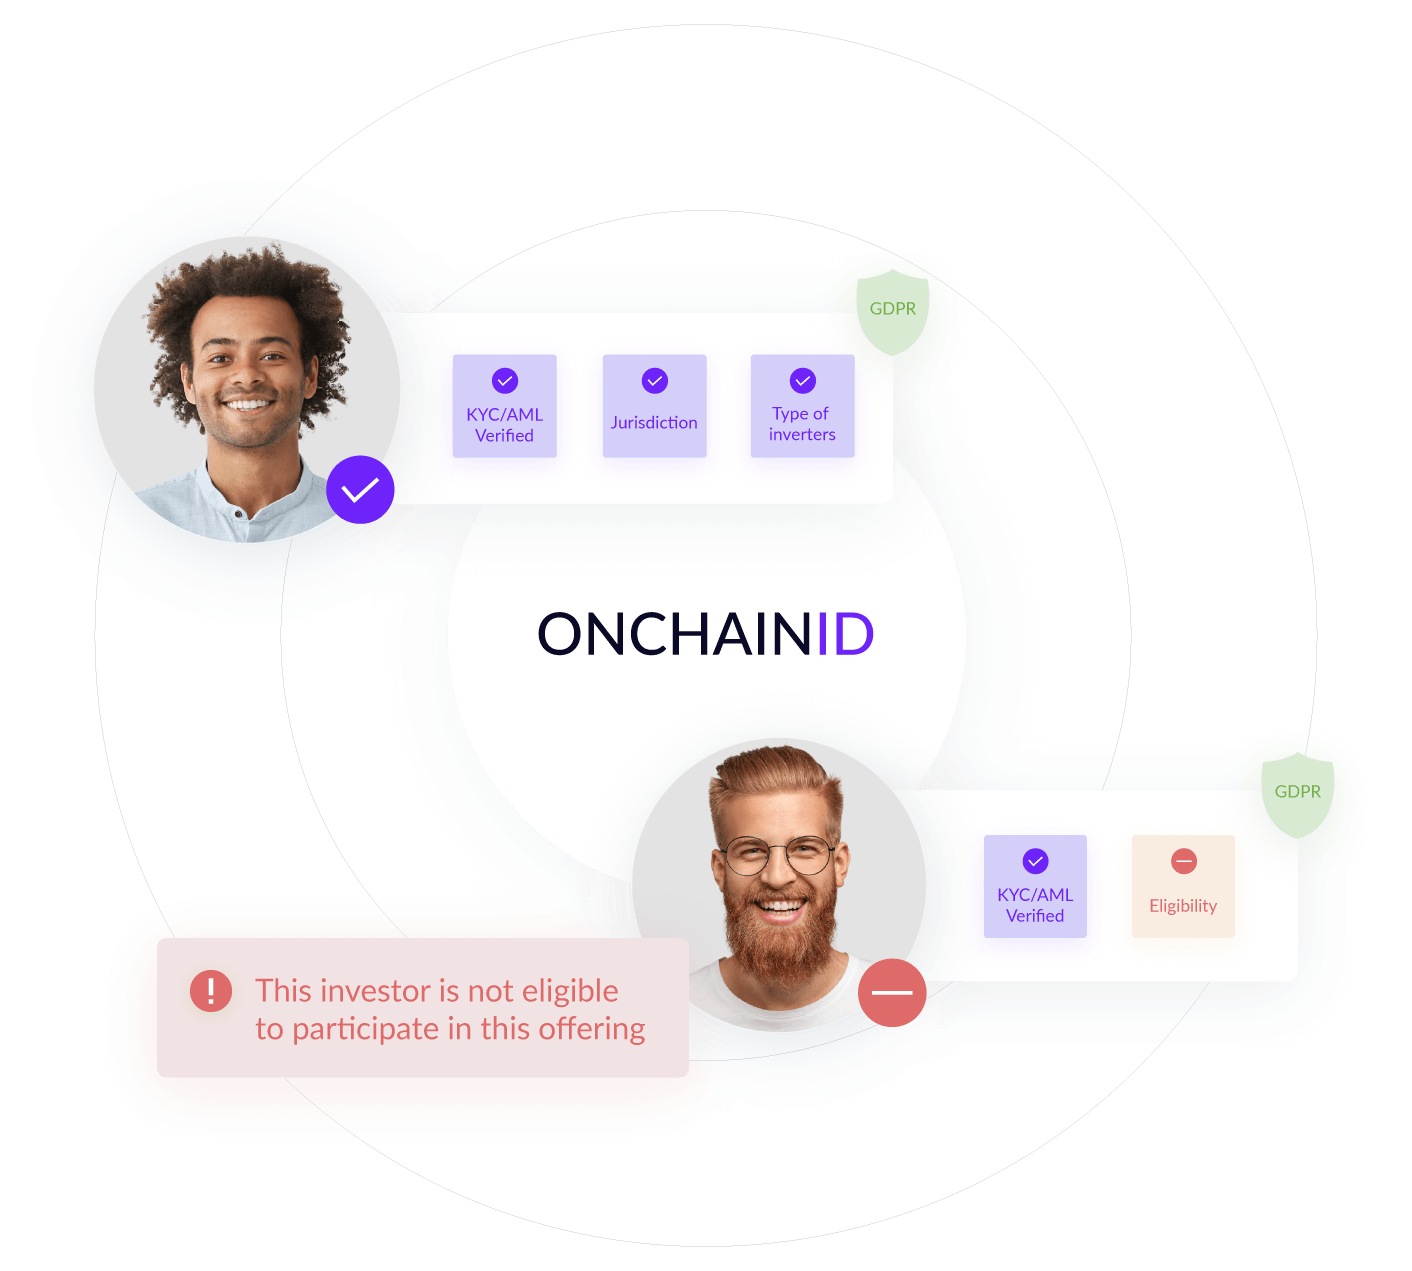 GDPR
KYC/AML
Verified
Jurisdiction
Type of
inverters
ONCHAINID
GDPR
KYC/AML
Verified
Eligibility
This investor is not eligible
to participate in this offering